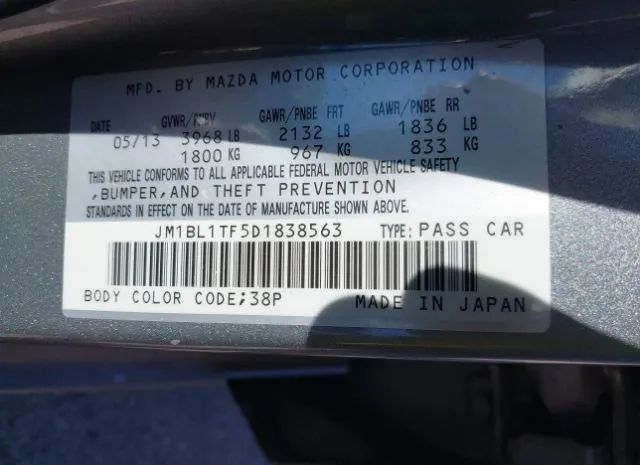 MFD. BY MAZDA MOTOR CORPORATION
DATE GVWR/PNBV GAWR/PNBE FRT GAWR/PNBE RR
05/13 3968 LB 2132 LB 1836 LB
1800 KG 967 KG 833 KG
THIS VEHICLE CONFORMS TO ALL APPLICABLE FEDERAL MOTOR VEHICLE SAFETY
,BUMPER,AND THEFT PREVENTION
STANDARDS IN EFFECT ON THE DATE OF MANUFACTURE SHOWN ABOVE.
JM1BL1TF5D1838563 TYPE: PASS CAR
BODY COLOR CODE;38P MADE IN JAPAN